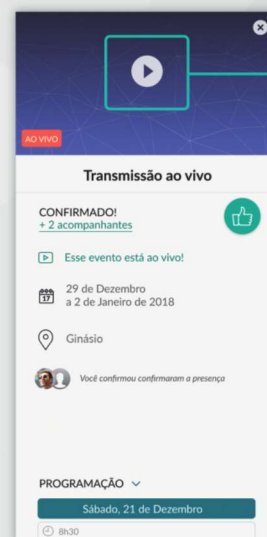 AO VIVO
Transmissão ao vivo
CONFIRMADO!
+ 2 acompanhantes
Esse evento está ao vivo!
17
29 de Dezembro
a 2 de Janeiro de 2018
Ginásio
Você confirmou confirmaram a presença
PROGRAMAÇÃO
Sábado, 21 de Dezembro
8h30